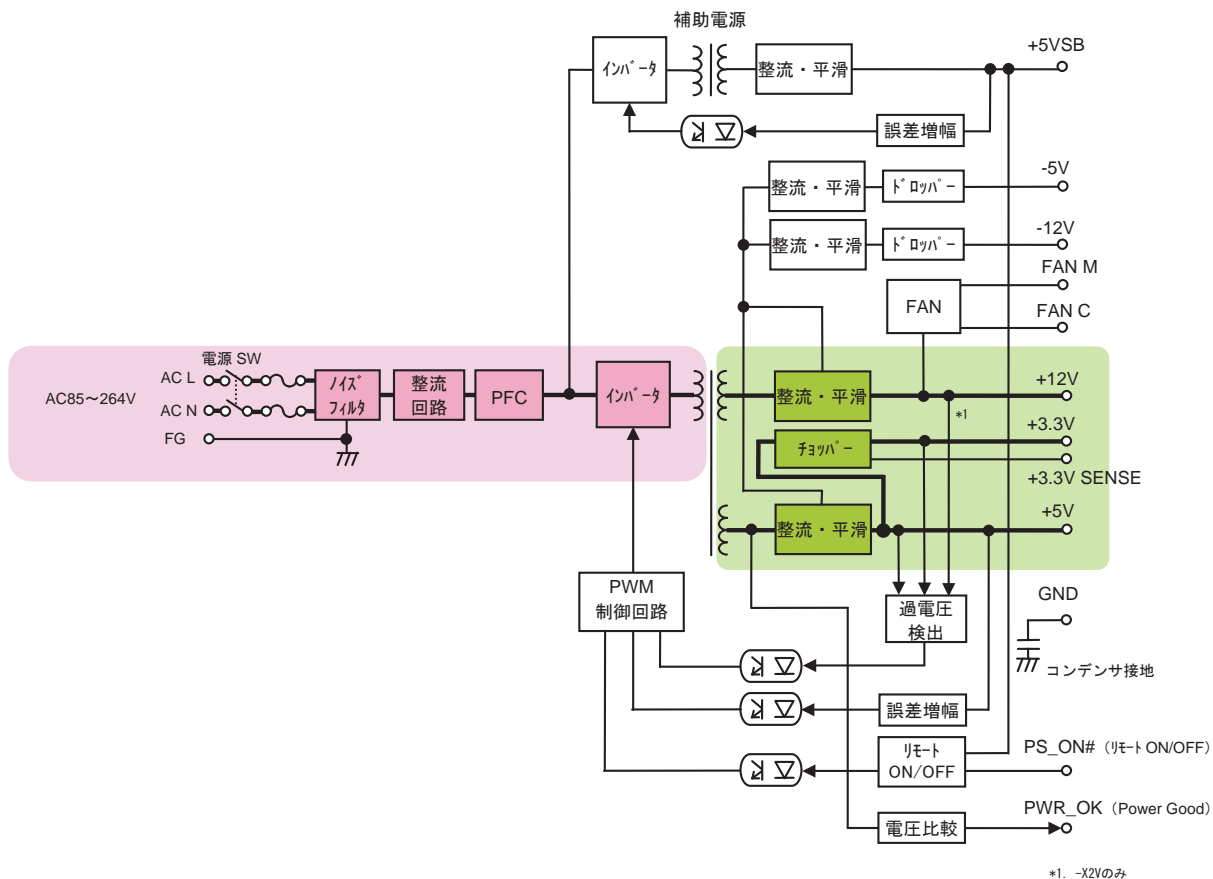 補助電源
+5VSB
インバータ
整流・平滑
誤差増幅
-5V
整流・平滑
ドロッパー
-12V
整流・平滑
ドロッパー
FAN M
FAN
FAN C
電源 SW
AC85～264V
AC L
AC N
FG
ノイズ
フィルタ
整流
回路
PFC
インバータ
整流・平滑
+12V
*1
チョッパー
+3.3V
+3.3V SENSE
整流・平滑
+5V
PWM
制御回路
過電圧
検出
GND
コンデンサ接地
誤差増幅
リモート
ON/OFF
PS_ON#（リモート ON/OFF）
電圧比較
PWR_OK（Power Good）
*1. -X2Vのみ